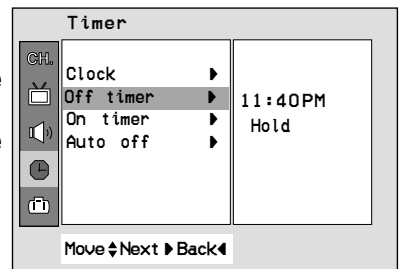 Timer
CH.
Clock ▶
Off timer ▶
On timer ▶
Auto off ▶
11:40PM
Hold
Move ▲▼ Next ▶ Back ◀